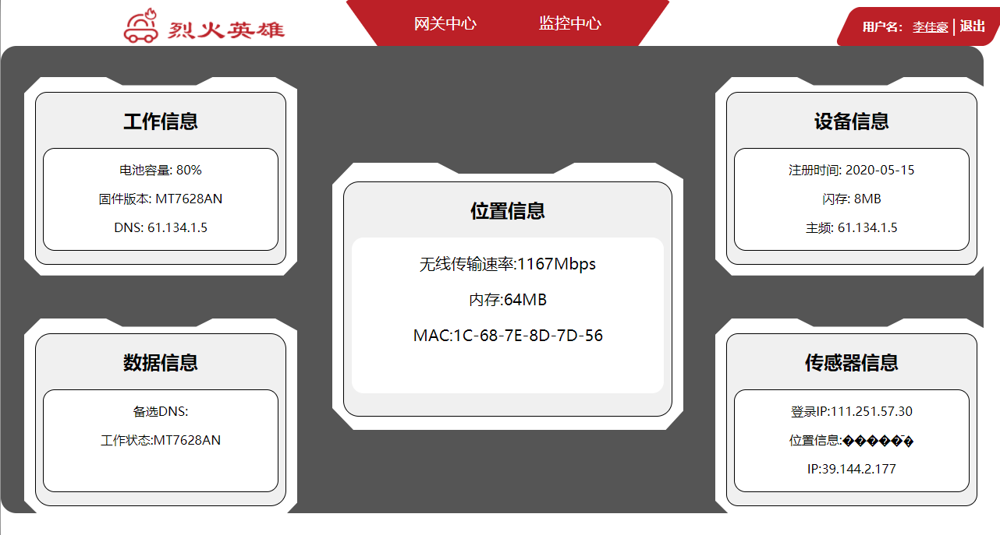 烈火英雄
网关中心
监控中心
用户名： 李佳豪 | 退出
工作信息
电池容量: 80%
固件版本: MT7628AN
DNS: 61.134.1.5
设备信息
注册时间: 2020-05-15
闪存: 8MB
主频: 61.134.1.5
位置信息
无线传输速率:1167Mbps
内存:64MB
MAC:1C-68-7E-8D-7D-56
数据信息
备选DNS:
工作状态:MT7628AN
传感器信息
登录IP:111.251.57.30
位置信息:
IP:39.144.2.177